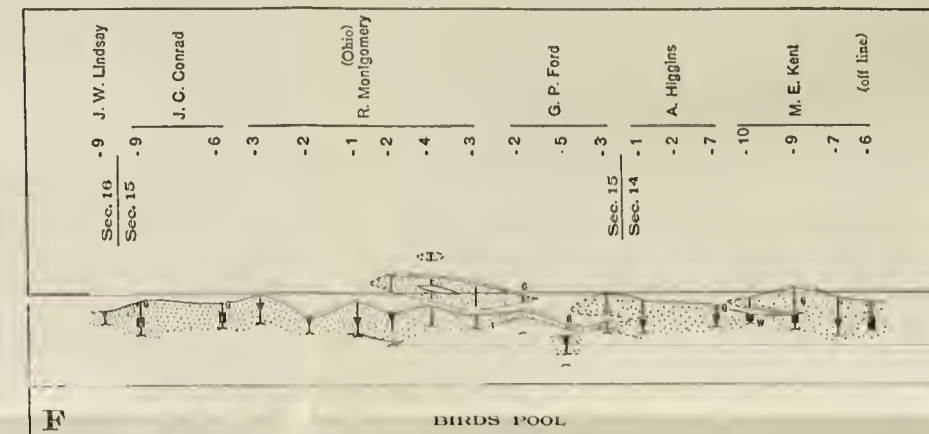 J. W. Lindsay
J. C. Conrad
(Ohio)
R. Montgomery
G. P. Ford
A. Higgins
M. E. Kent
(off line)
- 9
- 9
- 6
- 3
- 2
- 1
- 2
- 4
- 3
- 2
- 5
- 3
- 1
- 2
- 7
- 10
- 9
- 7
- 6
Sec. 16
Sec. 15
Sec. 15
Sec. 14
G
G
G
W
F
BIRDS POOL